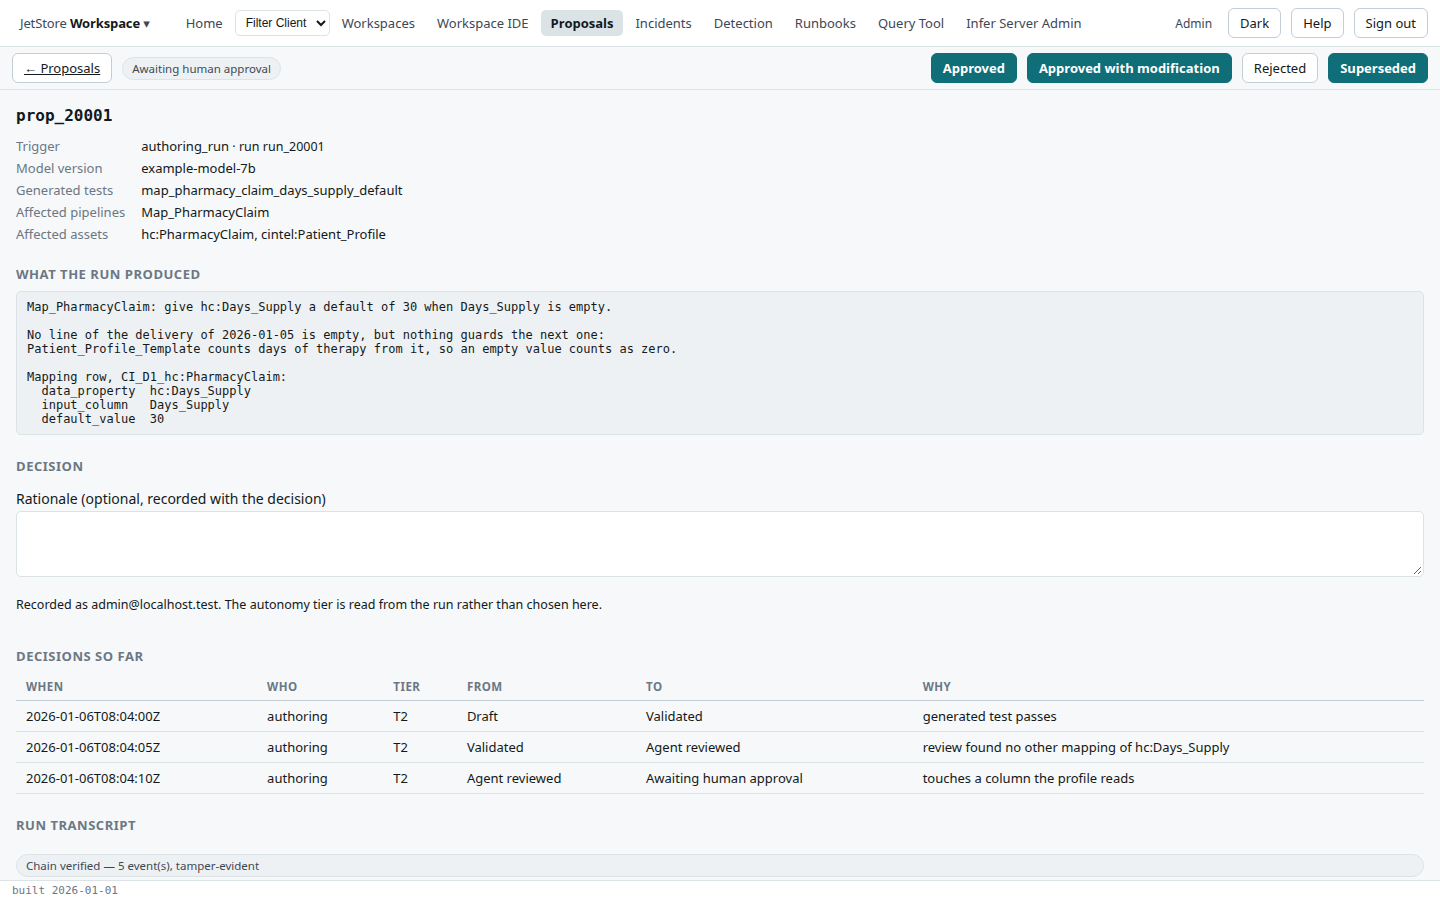 JetStore Workspace ▾ Home Filter Client Workspaces Workspace IDE Proposals Incidents Detection Runbooks Query Tool Infer Server Admin Admin Dark Help Sign out
← Proposals Awaiting human approval Approved Approved with modification Rejected Superseded
prop_20001
Trigger authoring_run · run run_20001
Model version example-model-7b
Generated tests map_pharmacy_claim_days_supply_default
Affected pipelines Map_PharmacyClaim
Affected assets hc:PharmacyClaim, cintel:Patient_Profile
WHAT THE RUN PRODUCED
Map_PharmacyClaim: give hc:Days_Supply a default of 30 when Days_Supply is empty.
No line of the delivery of 2026-01-05 is empty, but nothing guards the next one:
Patient_Profile_Template counts days of therapy from it, so an empty value counts as zero.
Mapping row, CI_D1_hc:PharmacyClaim:
data_property hc:Days_Supply
input_column Days_Supply
default_value 30
DECISION
Rationale (optional, recorded with the decision)
Recorded as admin@localhost.test. The autonomy tier is read from the run rather than chosen here.
DECISIONS SO FAR
WHEN WHO TIER FROM TO WHY
2026-01-06T08:04:00Z authoring T2 Draft Validated generated test passes
2026-01-06T08:04:05Z authoring T2 Validated Agent reviewed review found no other mapping of hc:Days_Supply
2026-01-06T08:04:10Z authoring T2 Agent reviewed Awaiting human approval touches a column the profile reads
RUN TRANSCRIPT
Chain verified — 5 event(s), tamper-evident
built 2026-01-01